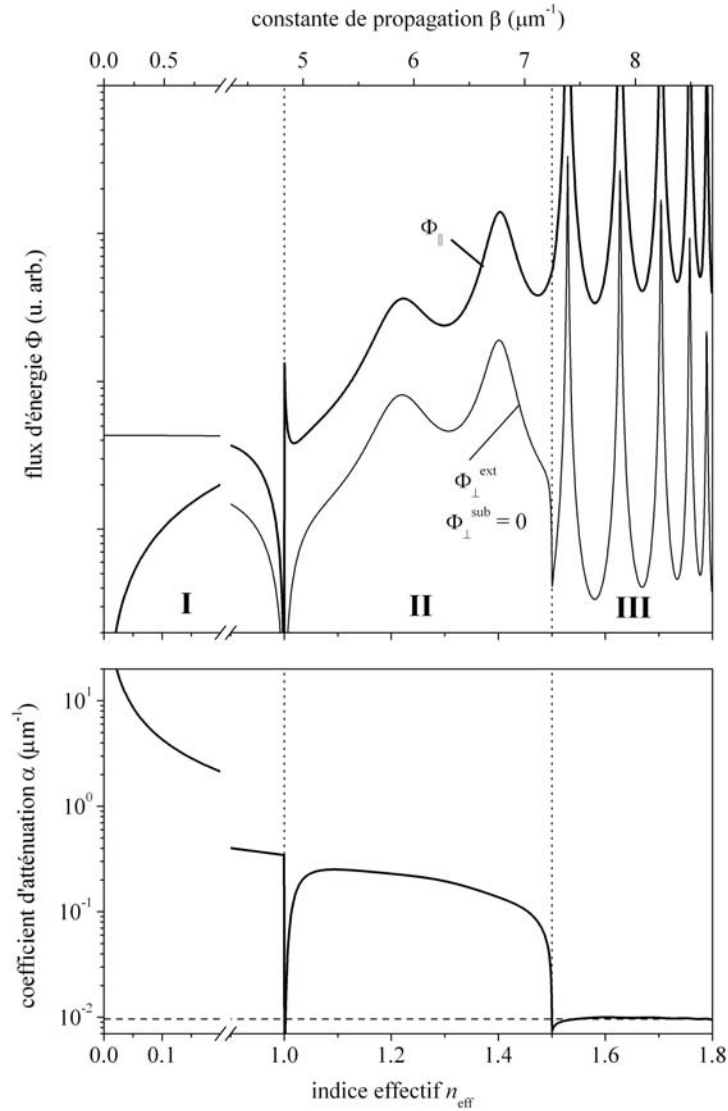 constante de propagation β (μm⁻¹)
0.0 0.5 5 6 7 8
flux d'énergie Φ (u. arb.)
Φ∥
Φ⊥ᵉˣᵗ
Φ⊥ˢᵘᵇ = 0
I II III
coefficient d'atténuation α (μm⁻¹)
10¹
10⁰
10⁻¹
10⁻²
0.0 0.1 1.0 1.2 1.4 1.6 1.8
indice effectif n_eff